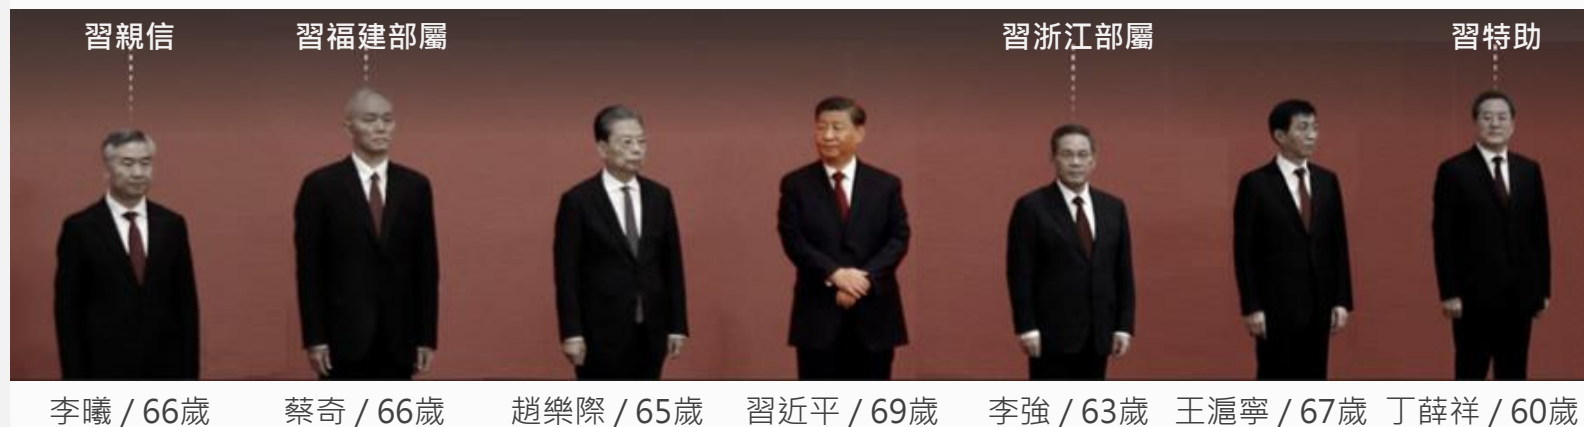 習親信 習福建部屬 習浙江部屬 習特助
李曦 / 66歲 蔡奇 / 66歲 趙樂際 / 65歲 習近平 / 69歲 李強 / 63歲 王滬寧 / 67歲 丁薛祥 / 60歲